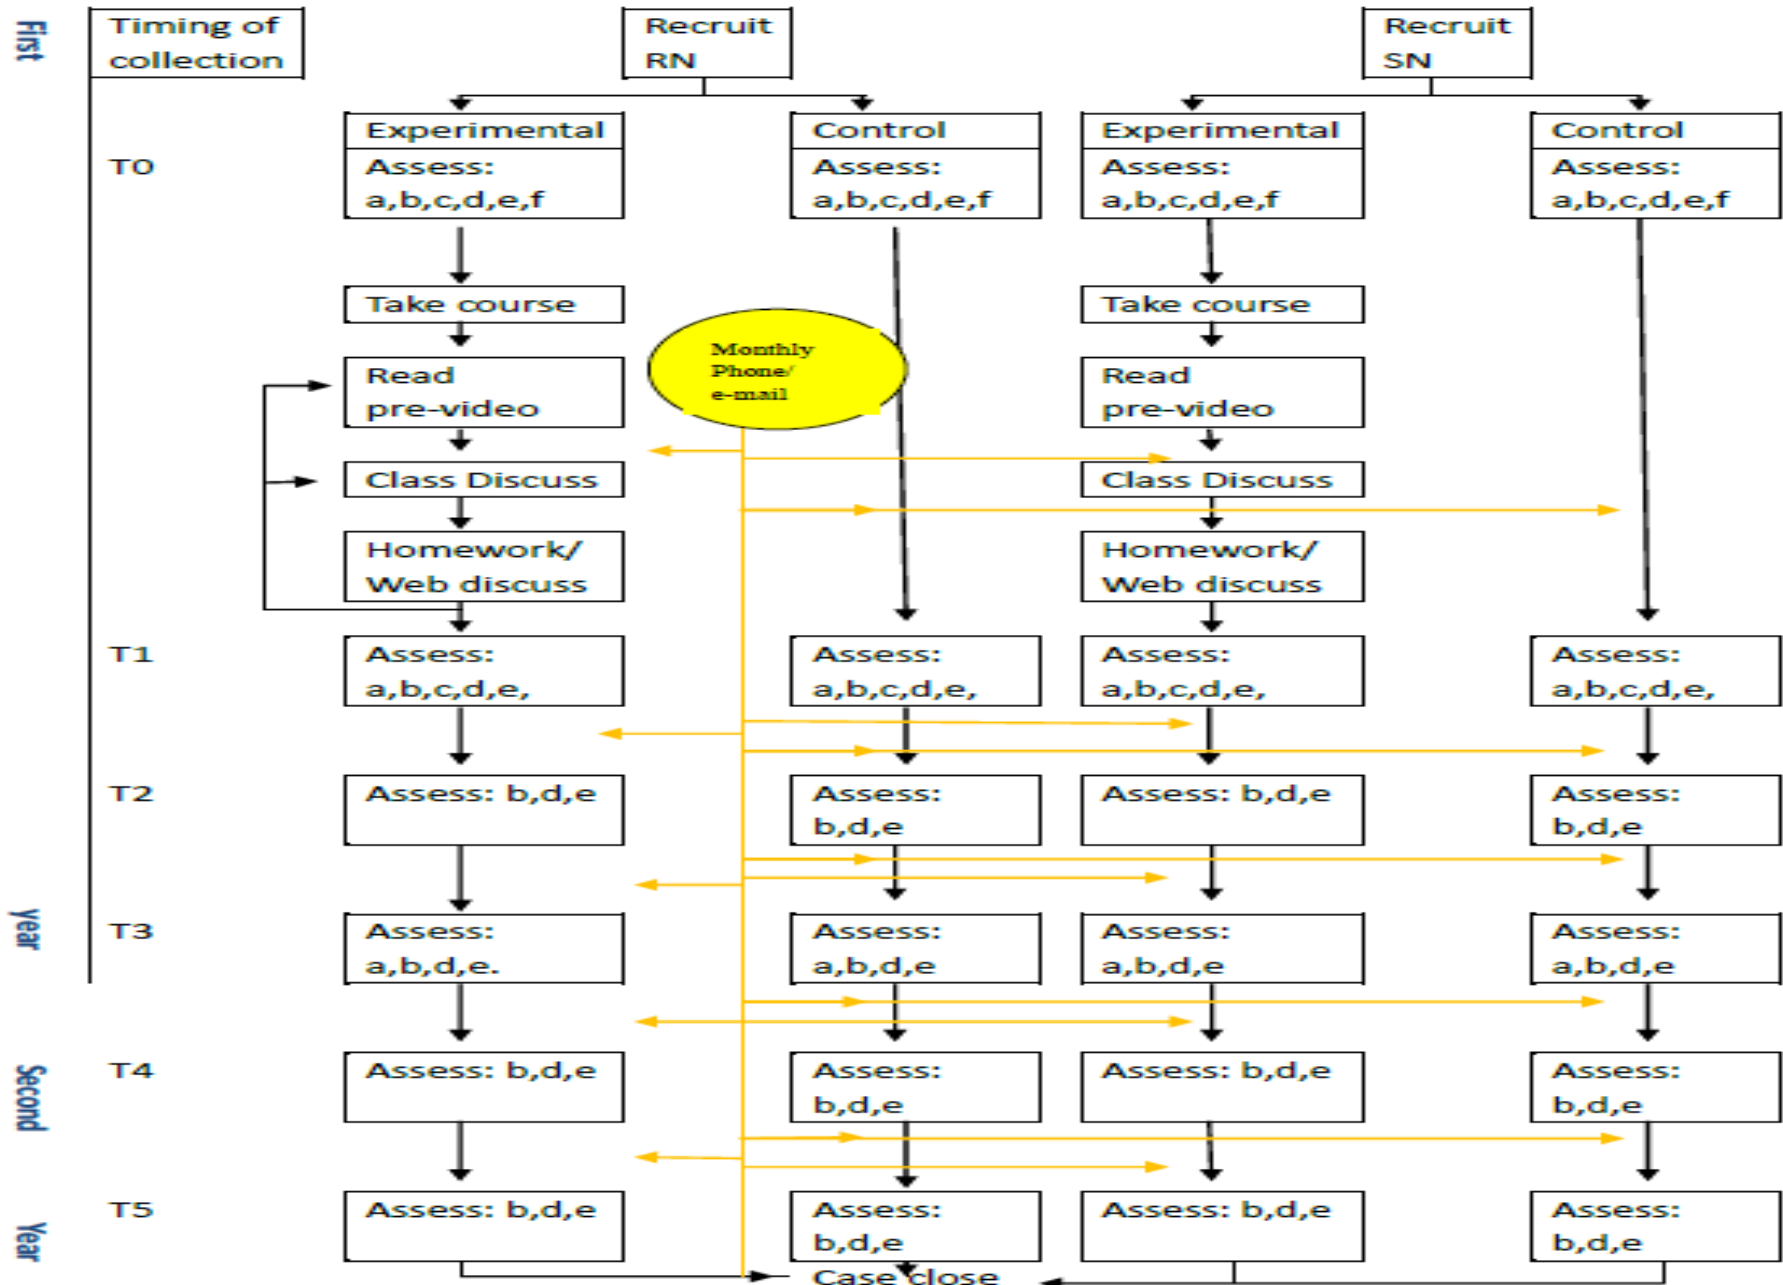 First
Timing of
collection
Recruit
RN
Recruit
SN
Experimental
Control
Experimental
Control
T0
Assess:
a,b,c,d,e,f
Assess:
a,b,c,d,e,f
Assess:
a,b,c,d,e,f
Assess:
a,b,c,d,e,f
Take course
Take course
Monthly
Phone/
e-mail
Read
pre-video
Read
pre-video
Class Discuss
Class Discuss
Homework/
Web discuss
Homework/
Web discuss
T1
Assess:
a,b,c,d,e,
Assess:
a,b,c,d,e,
Assess:
a,b,c,d,e,
Assess:
a,b,c,d,e,
T2
Assess: b,d,e
Assess:
b,d,e
Assess: b,d,e
Assess:
b,d,e
year
T3
Assess:
a,b,d,e.
Assess:
a,b,d,e
Assess:
a,b,d,e
Assess:
a,b,d,e
Second
T4
Assess: b,d,e
Assess:
b,d,e
Assess: b,d,e
Assess:
b,d,e
Year
T5
Assess: b,d,e
Assess:
b,d,e
Assess: b,d,e
Assess:
b,d,e
Case close